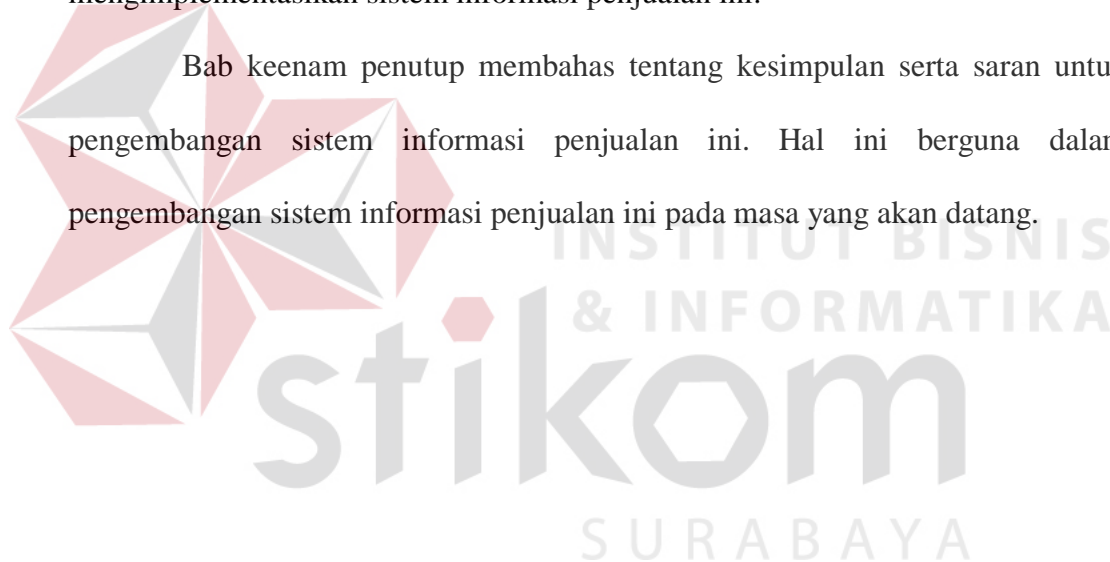 mengimplementasikan sistem informasi penjualan ini.
Bab keenam penutup membahas tentang kesimpulan serta saran untu
pengembangan sistem informasi penjualan ini. Hal ini berguna dalam
pengembangan sistem informasi penjualan ini pada masa yang akan datang.
INSTITUT BISNIS
& INFORMATIKA
stikom
SURABAYA